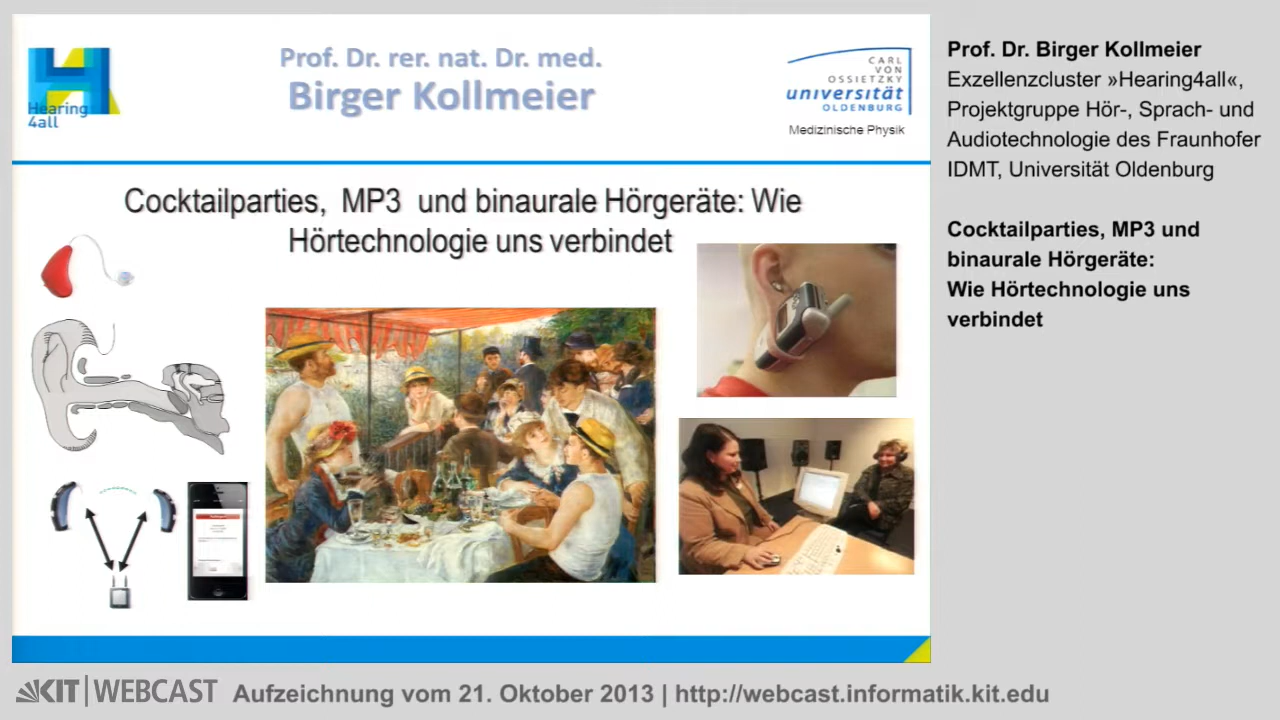 Hearing
4all
Prof. Dr. rer. nat. Dr. med.
Birger Kollmeier
CARL
VON
OSSIETZKY
universität
OLDENBURG
Medizinische Physik
Cocktailparties, MP3 und binaurale Hörgeräte: Wie
Hörtechnologie uns verbindet
Prof. Dr. Birger Kollmeier
Exzellenzcluster »Hearing4all«,
Projektgruppe Hör-, Sprach- und
Audiotechnologie des Fraunhofer
IDMT, Universität Oldenburg
Cocktailparties, MP3 und
binaurale Hörgeräte:
Wie Hörtechnologie uns
verbindet
KIT WEBCAST Aufzeichnung vom 21. Oktober 2013 | http://webcast.informatik.kit.edu